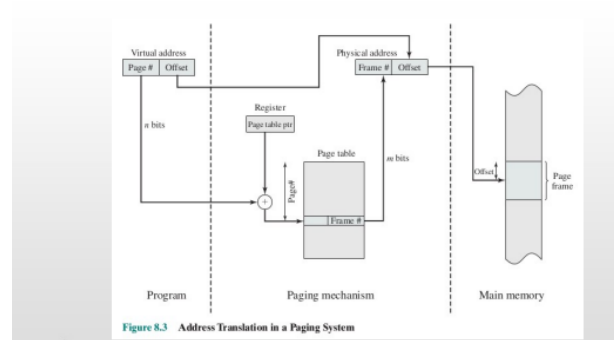 Virtual address
Page # Offset
Physical address
Frame # Offset
n bits
Register
Page table ptr
Page table
m bits
Page#
+
Frame #
Offset
Page
frame
Program
Paging mechanism
Main memory
Figure 8.3 Address Translation in a Paging System